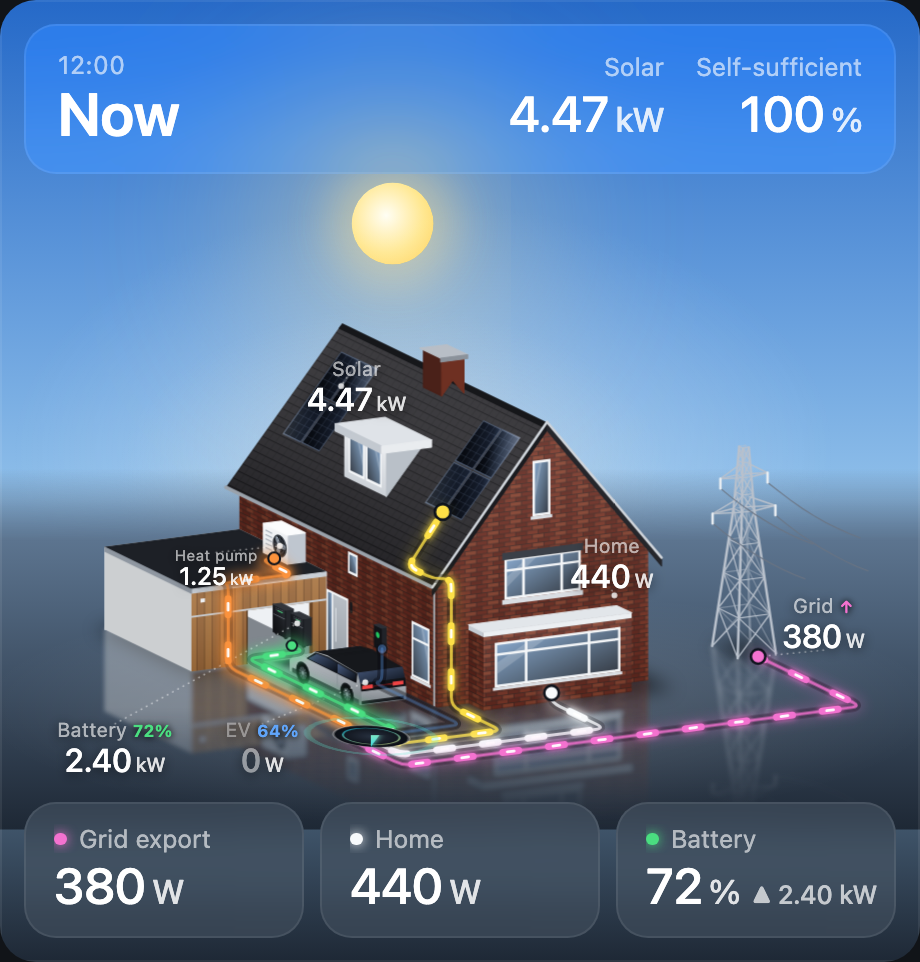 12:00
Now
Solar
4.47 kW
Self-sufficient
100 %
Solar
4.47 kW
Heat pump
1.25 kW
Home
440 W
Grid ↑
380 W
Battery 72%
2.40 kW
EV 64%
0 W
Grid export
380 W
Home
440 W
Battery
72 % ▲ 2.40 kW